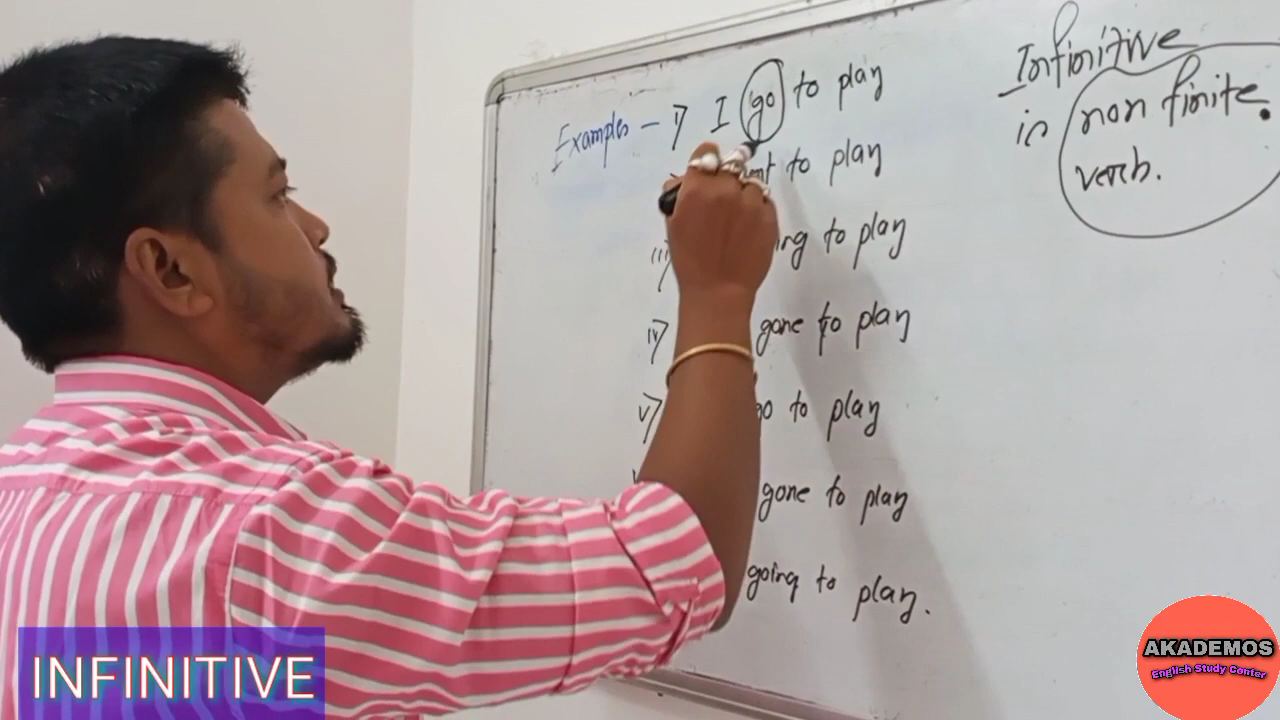 Examples - i) I go to play
to play
iii) to play
iv) gone to play
v) to play
gone to play
going to play.
Infinitive
is non finite
verb.
INFINITIVE
AKADEMOS
English Study Center